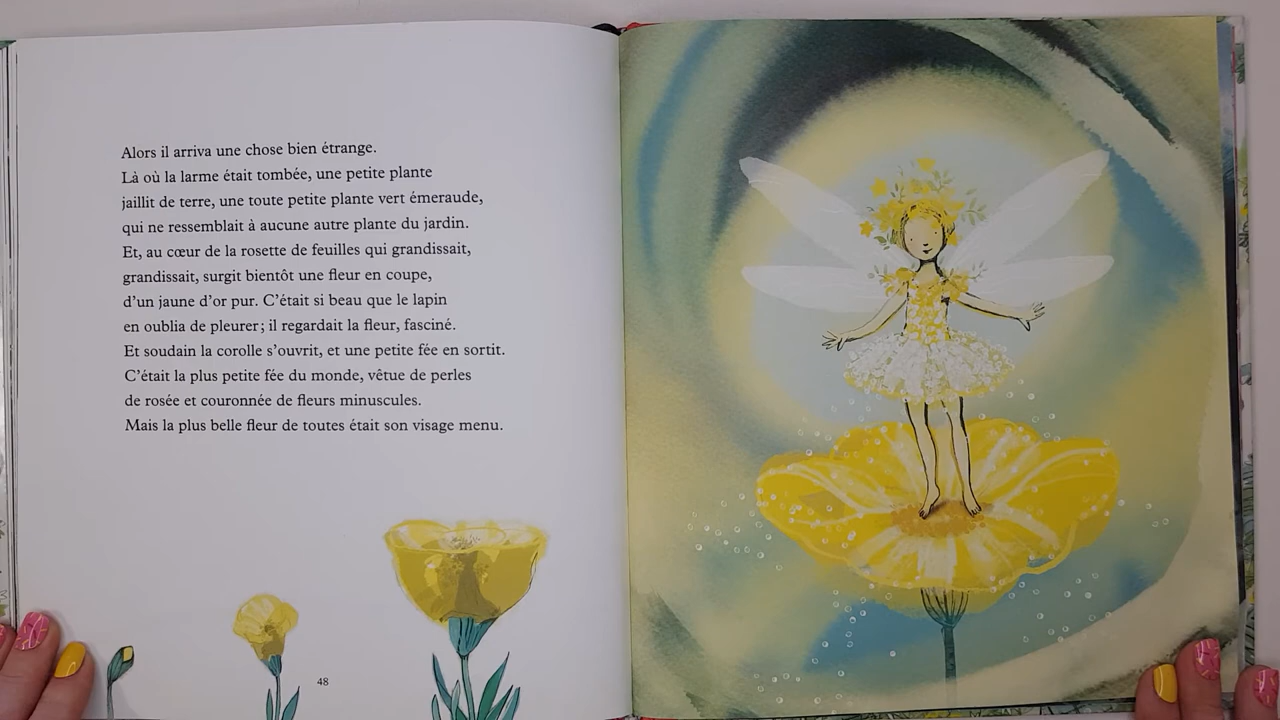 Alors il arriva une chose bien étrange.
Là où la larme était tombée, une petite plante
jaillit de terre, une toute petite plante vert émeraude,
qui ne ressemblait à aucune autre plante du jardin.
Et, au cœur de la rosette de feuilles qui grandissait,
grandissait, surgit bientôt une fleur en coupe,
d’un jaune d’or pur. C’était si beau que le lapin
en oublia de pleurer ; il regardait la fleur, fasciné.
Et soudain la corolle s’ouvrit, et une petite fée en sortit.
C’était la plus petite fée du monde, vêtue de perles
de rosée et couronnée de fleurs minuscules.
Mais la plus belle fleur de toutes était son visage menu.
48